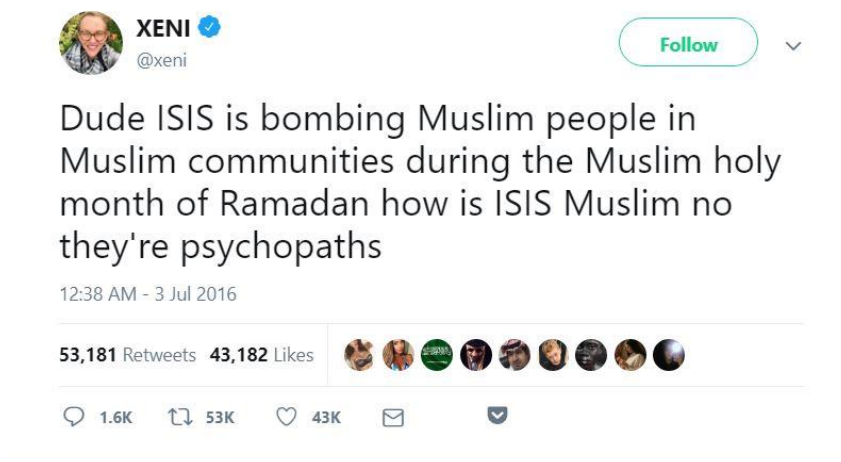 XENI
@xeni
Follow
Dude ISIS is bombing Muslim people in
Muslim communities during the Muslim holy
month of Ramadan how is ISIS Muslim no
they're psychopaths
12:38 AM - 3 Jul 2016
53,181 Retweets 43,182 Likes
1.6K 53K 43K